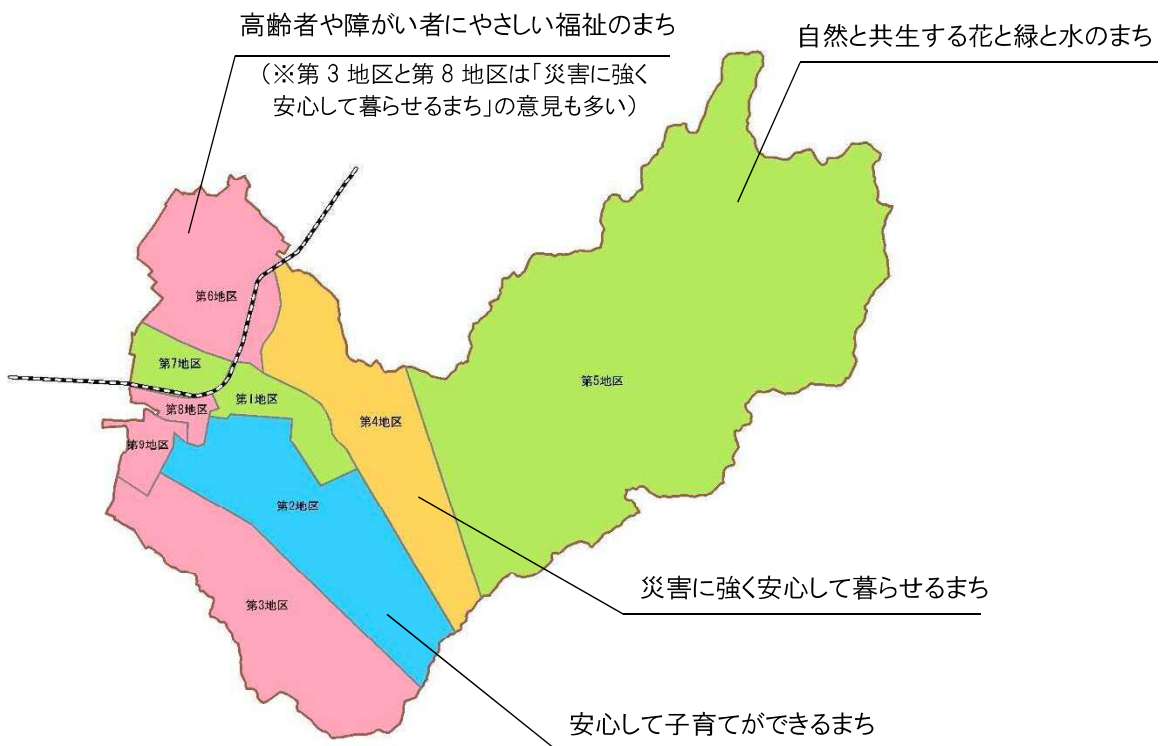 高齢者や障がい者にやさしい福祉のまち
（※第 3 地区と第 8 地区は「災害に強く
安心して暮らせるまち」の意見も多い）
自然と共生する花と緑と水のまち
第6地区
第7地区
第8地区
第1地区
第9地区
第4地区
第5地区
第2地区
第3地区
災害に強く安心して暮らせるまち
安心して子育てができるまち